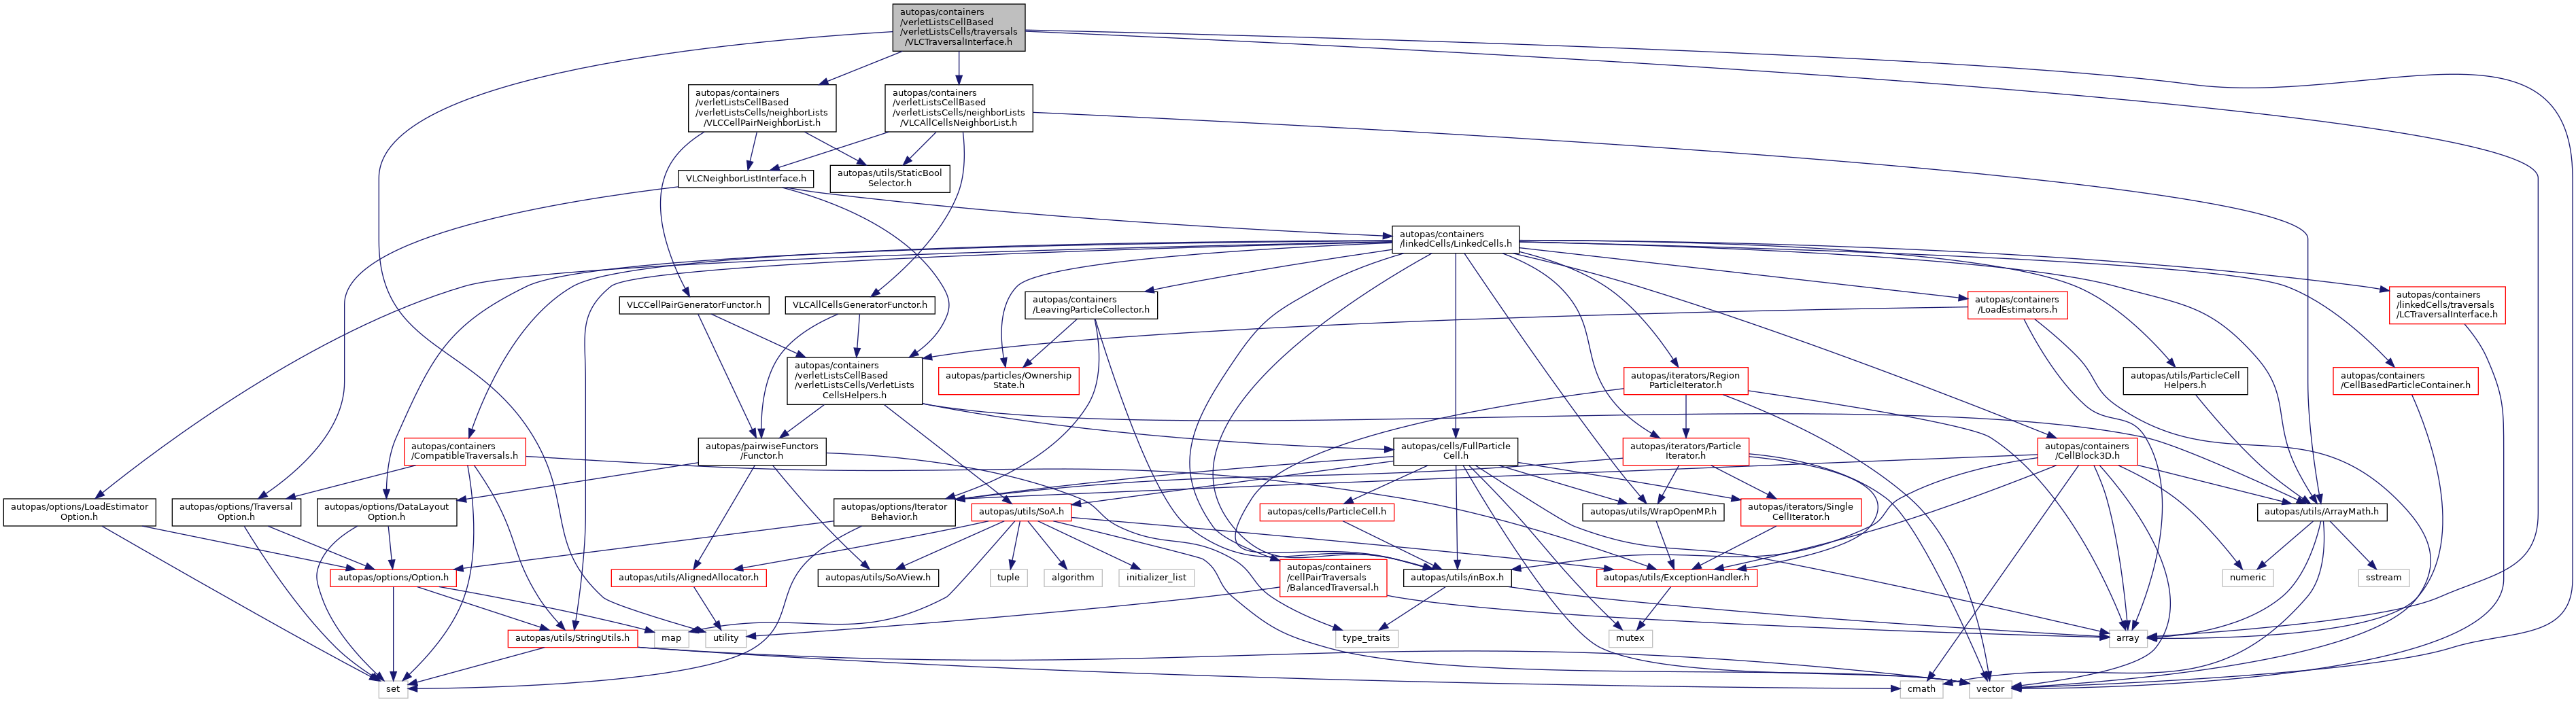 autopas/containers
/verletListsCellBased
/verletListsCells/traversals
/VLCTraversalInterface.h
autopas/containers
/verletListsCellBased
/verletListsCells/neighborLists
/VLCCellPairNeighborList.h
autopas/containers
/verletListsCellBased
/verletListsCells/neighborLists
/VLCAllCellsNeighborList.h
VLCNeighborListInterface.h
autopas/utils/StaticBool
Selector.h
autopas/containers
/linkedCells/LinkedCells.h
VLCCellPairGeneratorFunctor.h
VLCAllCellsGeneratorFunctor.h
autopas/containers
/LeavingParticleCollector.h
autopas/containers
/LoadEstimators.h
autopas/containers
/linkedCells/traversals
/LCTraversalInterface.h
autopas/containers
/verletListsCellBased
/verletListsCells/VerletLists
CellsHelpers.h
autopas/particles/Ownership
State.h
autopas/iterators/Region
ParticleIterator.h
autopas/utils/ParticleCell
Helpers.h
autopas/containers
/CellBasedParticleContainer.h
autopas/containers
/CompatibleTraversals.h
autopas/pairwiseFunctors
/Functor.h
autopas/cells/FullParticle
Cell.h
autopas/iterators/Particle
Iterator.h
autopas/containers
/CellBlock3D.h
autopas/options/LoadEstimator
Option.h
autopas/options/Traversal
Option.h
autopas/options/DataLayout
Option.h
autopas/options/Iterator
Behavior.h
autopas/utils/SoA.h
autopas/cells/ParticleCell.h
autopas/utils/WrapOpenMP.h
autopas/iterators/Single
CellIterator.h
autopas/utils/ArrayMath.h
autopas/options/Option.h
autopas/utils/AlignedAllocator.h
autopas/utils/SoAView.h
tuple
algorithm
initializer_list
autopas/containers
/cellPairTraversals
/BalancedTraversal.h
autopas/utils/inBox.h
autopas/utils/ExceptionHandler.h
numeric
sstream
autopas/utils/StringUtils.h
map
utility
type_traits
mutex
array
set
cmath
vector